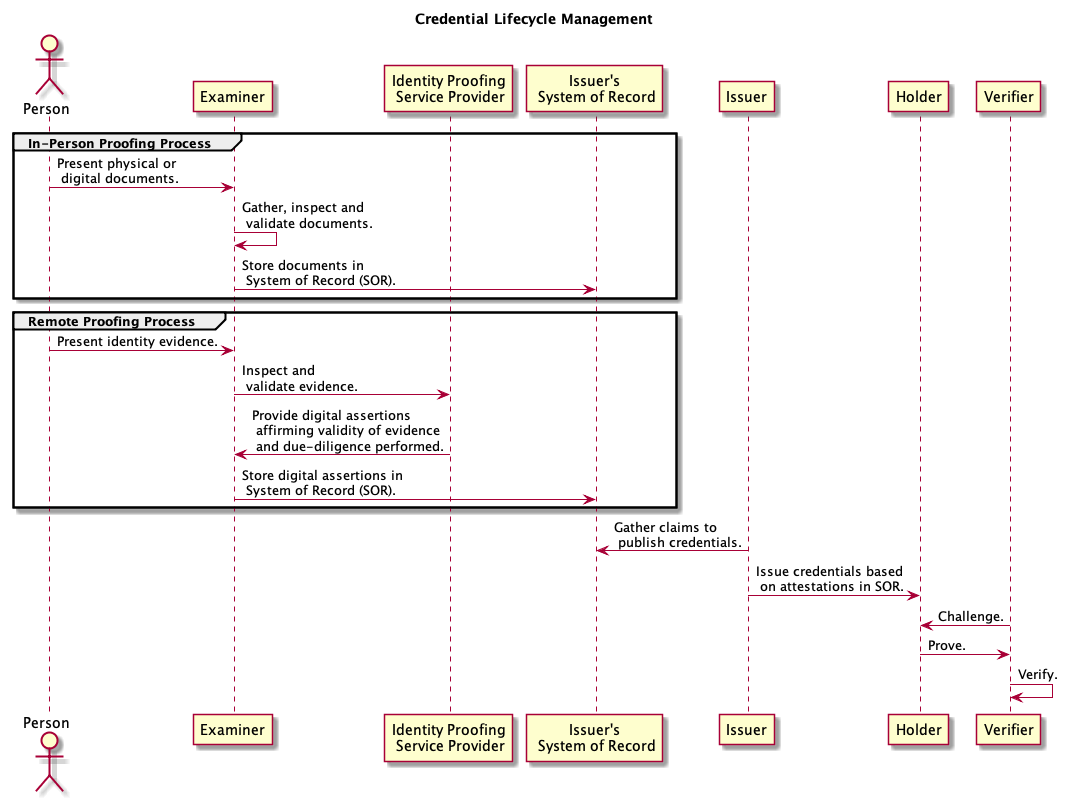 Credential Lifecycle Management
Person
Examiner
Identity Proofing
Service Provider
Issuer's
System of Record
Issuer
Holder
Verifier
In-Person Proofing Process
Present physical or
digital documents.
Gather, inspect and
validate documents.
Store documents in
System of Record (SOR).
Remote Proofing Process
Present identity evidence.
Inspect and
validate evidence.
Provide digital assertions
affirming validity of evidence
and due-diligence performed.
Store digital assertions in
System of Record (SOR).
Gather claims to
publish credentials.
Issue credentials based
on attestations in SOR.
Challenge.
Prove.
Verify.
Person
Examiner
Identity Proofing
Service Provider
Issuer's
System of Record
Issuer
Holder
Verifier